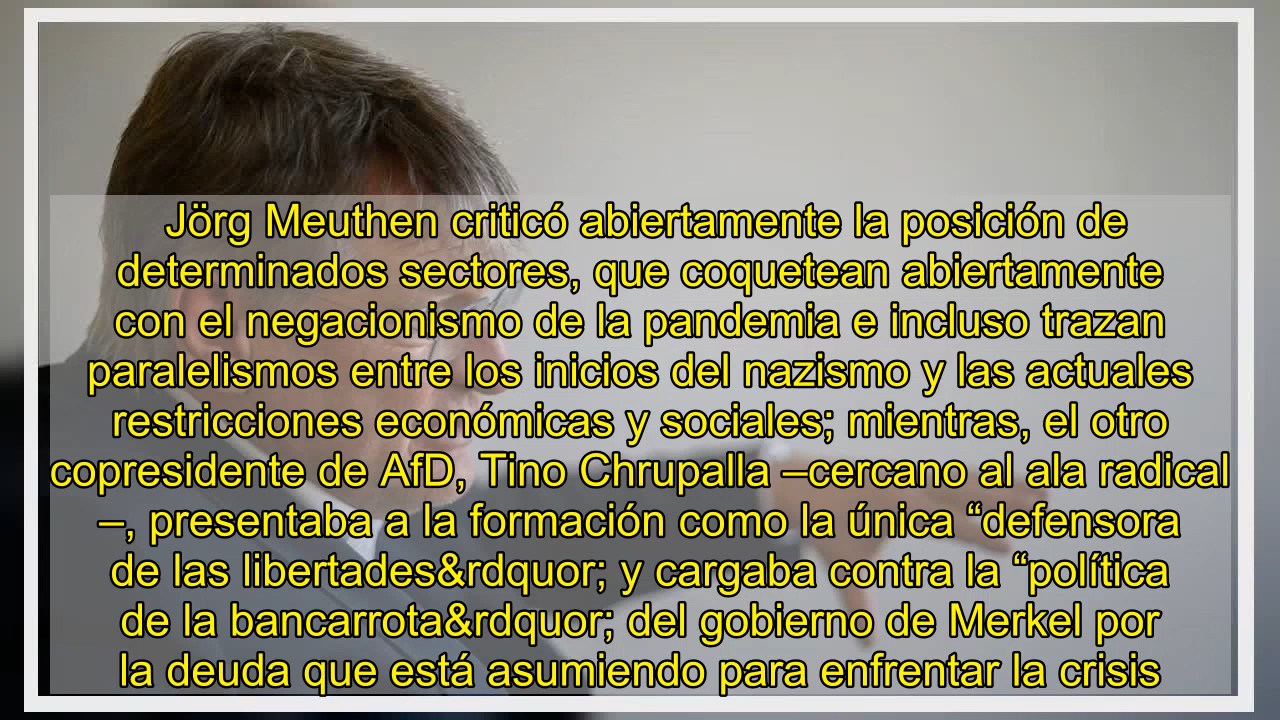 Jörg Meuthen criticó abiertamente la posición de
determinados sectores, que coquetean abiertamente
con el negacionismo de la pandemia e incluso trazan
paralelismos entre los inicios del nazismo y las actuales
restricciones económicas y sociales; mientras, el otro
copresidente de AfD, Tino Chrupalla –cercano al ala radical
–, presentaba a la formación como la única “defensora
de las libertades&rdquor; y cargaba contra la “política
de la bancarrota&rdquor; del gobierno de Merkel por
la deuda que está asumiendo para enfrentar la crisis